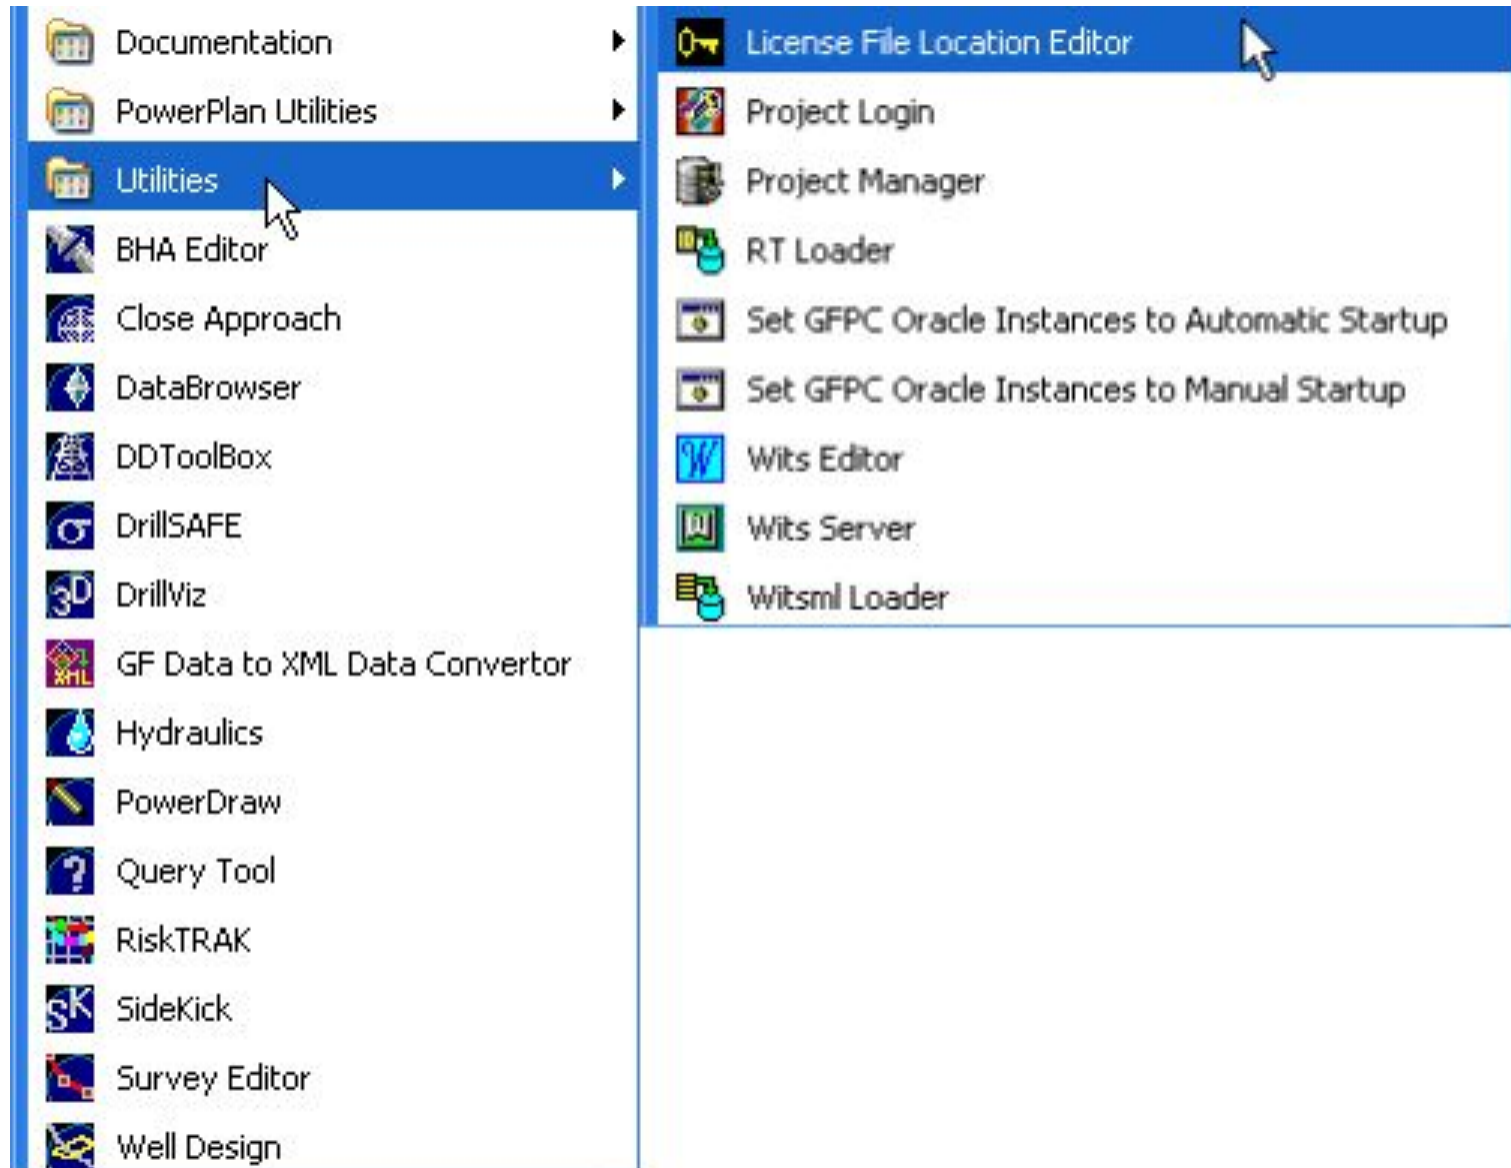 Documentation
PowerPlan Utilities
Utilities
BHA Editor
Close Approach
DataBrowser
DDToolBox
DrillSAFE
3D
DrillViz
XML
GF Data to XML Data Convertor
Hydraulics
PowerDraw
?
Query Tool
RiskTRAK
SK
SideKick
Survey Editor
Well Design
License File Location Editor
Project Login
Project Manager
RT Loader
Set GFPC Oracle Instances to Automatic Startup
Set GFPC Oracle Instances to Manual Startup
W
Wits Editor
W
Wits Server
Witsml Loader